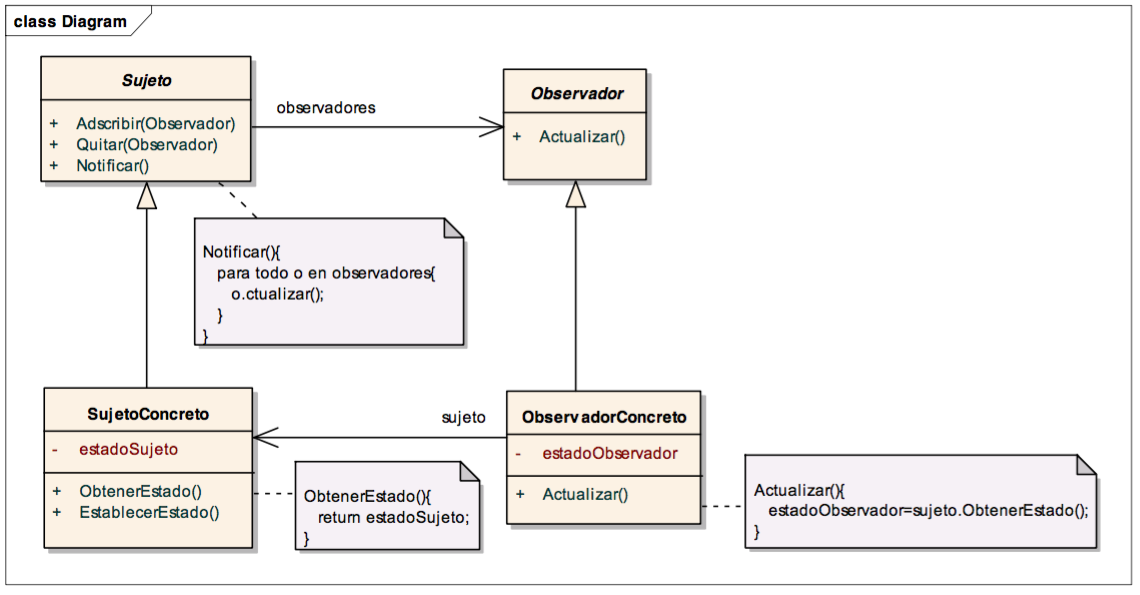 class Diagram
Sujeto
+ Adscribir(Observador)
+ Quitar(Observador)
+ Notificar()
observadores
Observador
+ Actualizar()
Notificar(){
para todo o en observadores{
o.ctualizar();
}
}
SujetoConcreto
- estadoSujeto
+ ObtenerEstado()
+ EstablecerEstado()
sujeto
ObservadorConcreto
- estadoObservador
+ Actualizar()
ObtenerEstado(){
return estadoSujeto;
}
Actualizar(){
estadoObservador=sujeto.ObtenerEstado();
}